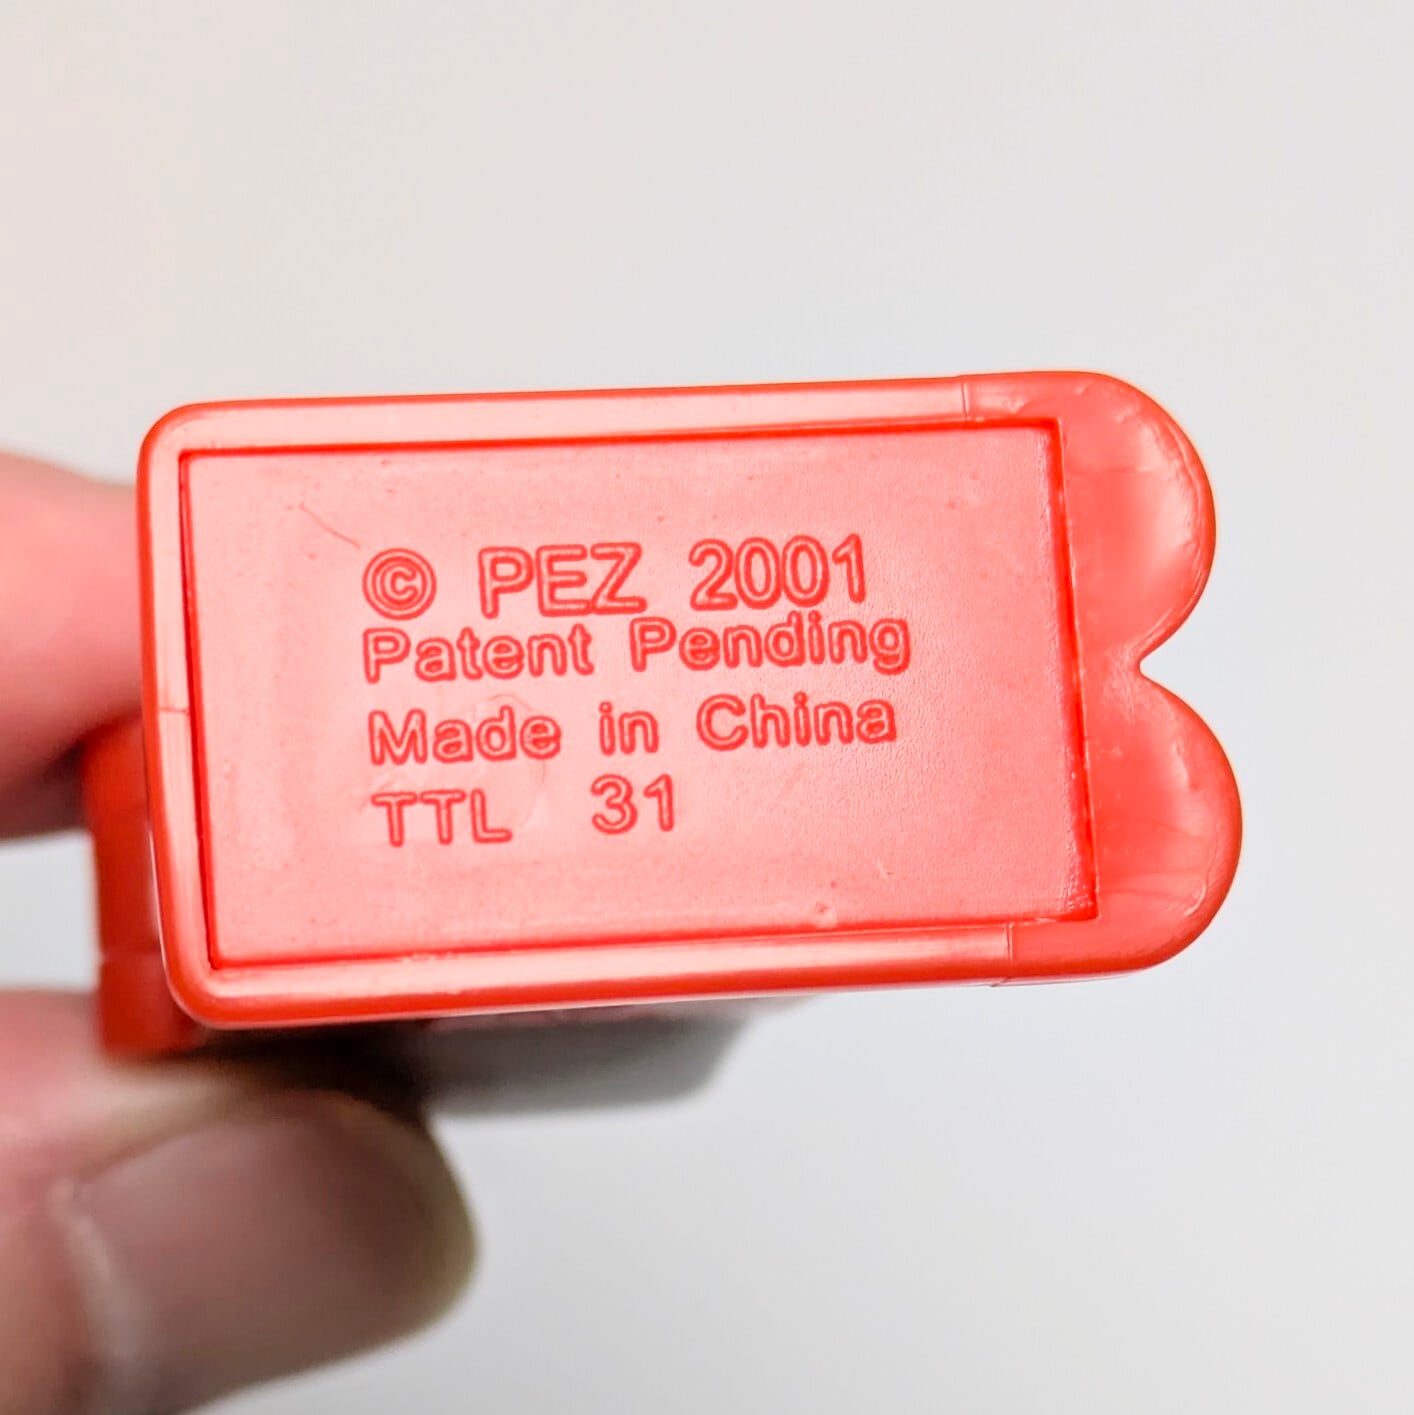 © PEZ 2001
Patent Pending
Made in China
TTL 31